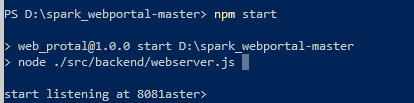 PS D:\spark_webportal-master> npm start
> web_protal@1.0.0 start D:\spark_webportal-master
> node ./src/backend/webserver.js
start listening at 8081aster>